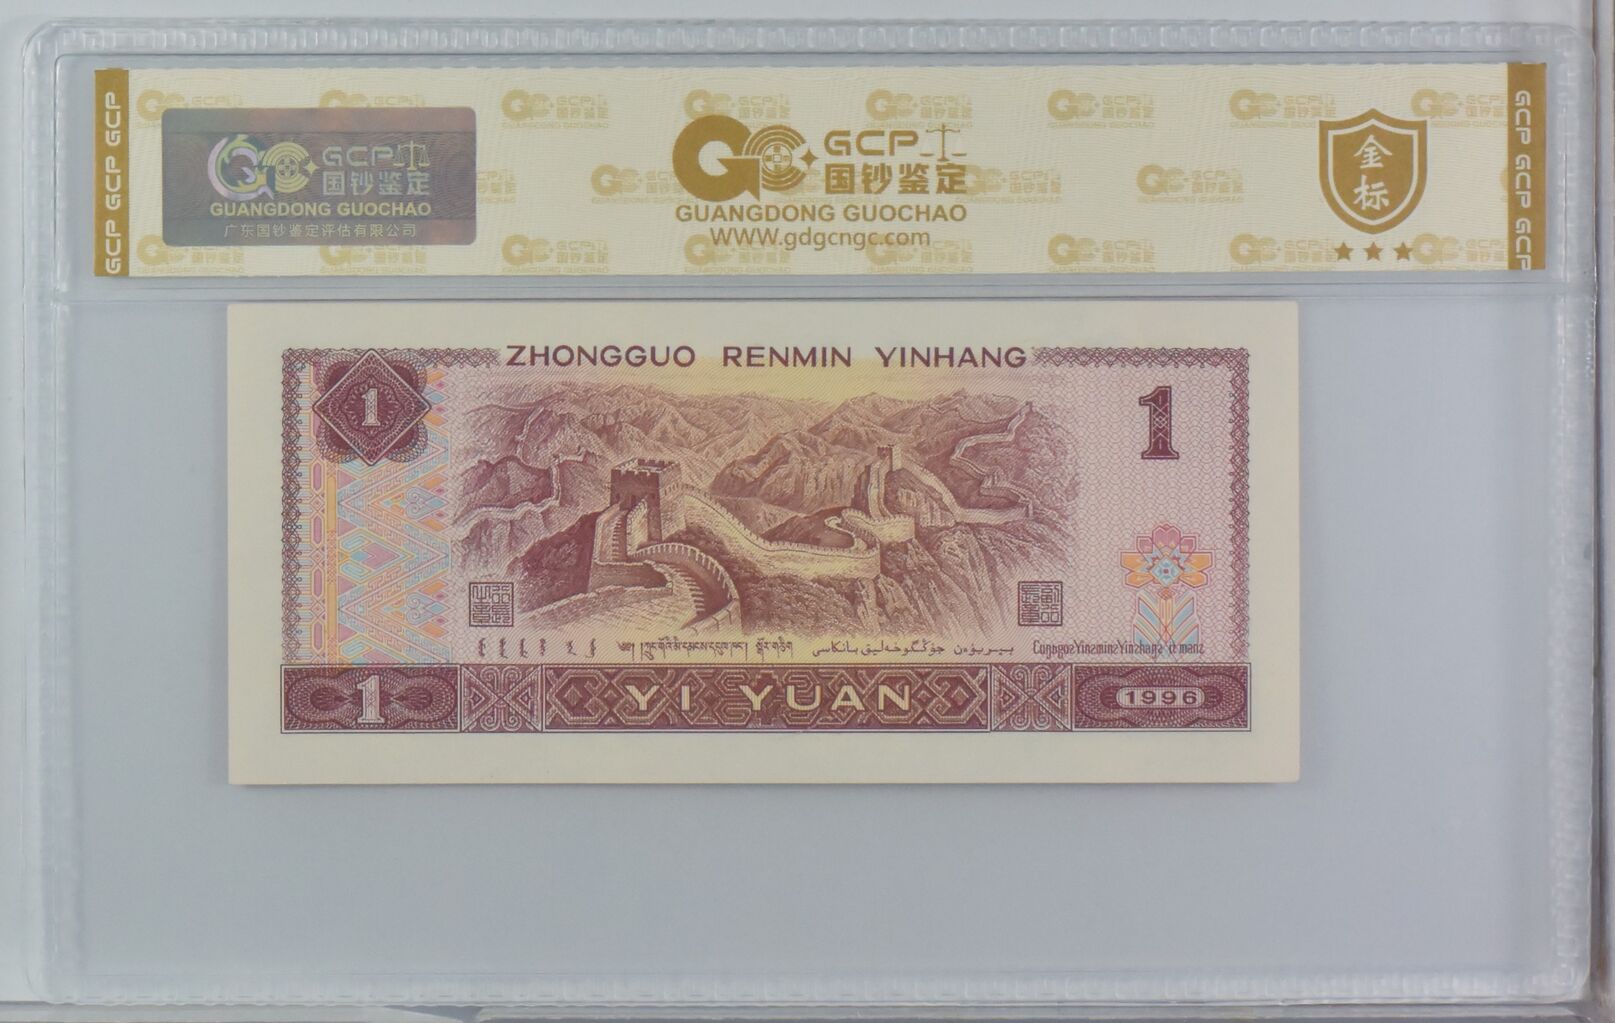 GCP GCP GCP
GCP
国钞鉴定
GUANGDONG GUOCHAO
广东国钞鉴定评估有限公司
GCP
国钞鉴定
GUANGDONG GUOCHAO
WWW.gdgcngc.com
金
标
GCP GCP GCP
ZHONGGUO RENMIN YINHANG
1
1
1
YI YUAN
1996